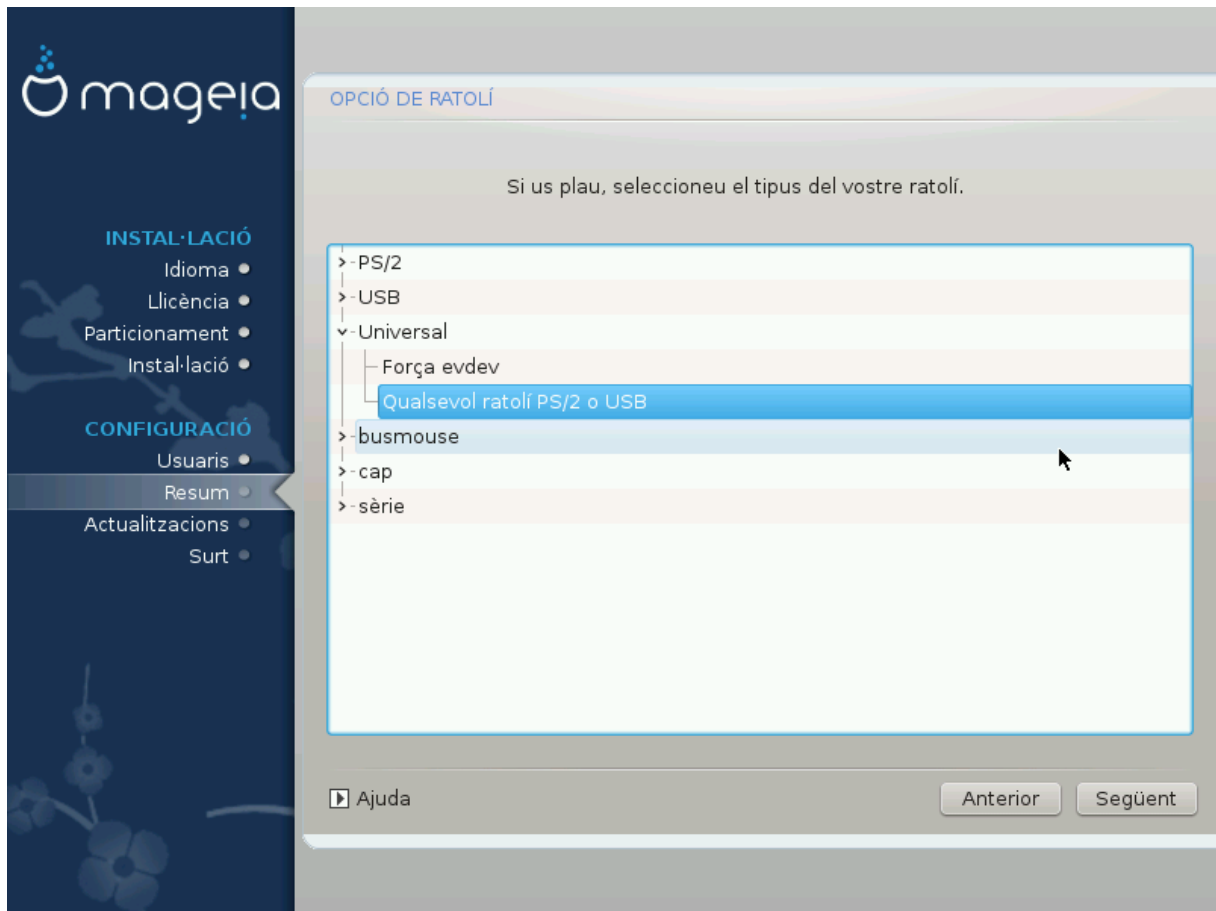 mageia
INSTAL·LACIÓ
Idioma
Llicència
Particionament
Instal·lació
CONFIGURACIÓ
Usuaris
Resum
Actualitzacions
Surt
OPCIÓ DE RATOLÍ
Si us plau, seleccioneu el tipus del vostre ratolí.
PS/2
USB
Universal
Força evdev
Qualsevol ratolí PS/2 o USB
busmouse
cap
sèrie
Ajuda
Anterior
Següent